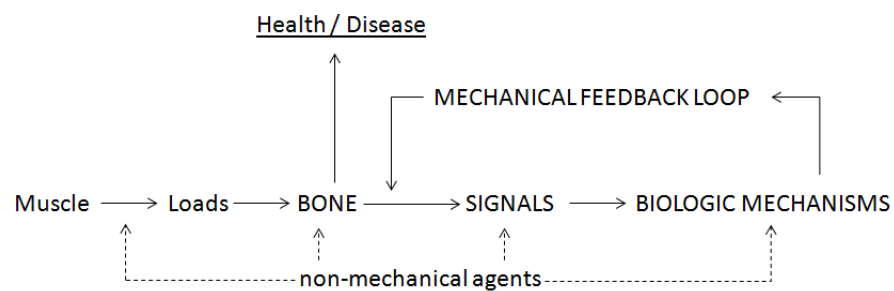 Health / Disease
MECHANICAL FEEDBACK LOOP
Muscle Loads BONE SIGNALS BIOLOGIC MECHANISMS
non-mechanical agents